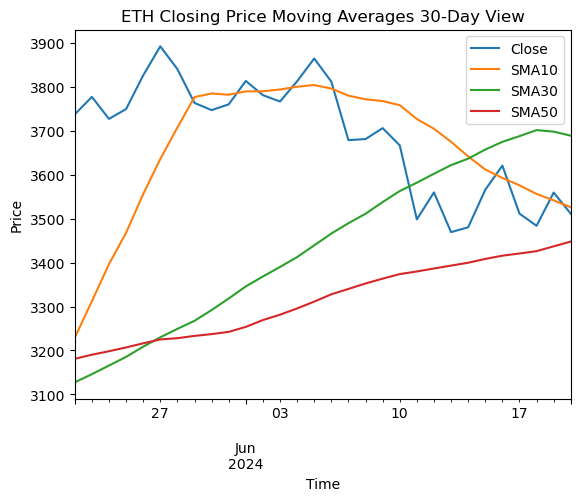 ETH Closing Price Moving Averages 30-Day View
Close
SMA10
SMA30
SMA50
Price
3900
3800
3700
3600
3500
3400
3300
3200
3100
27
03
10
17
Jun
2024
Time